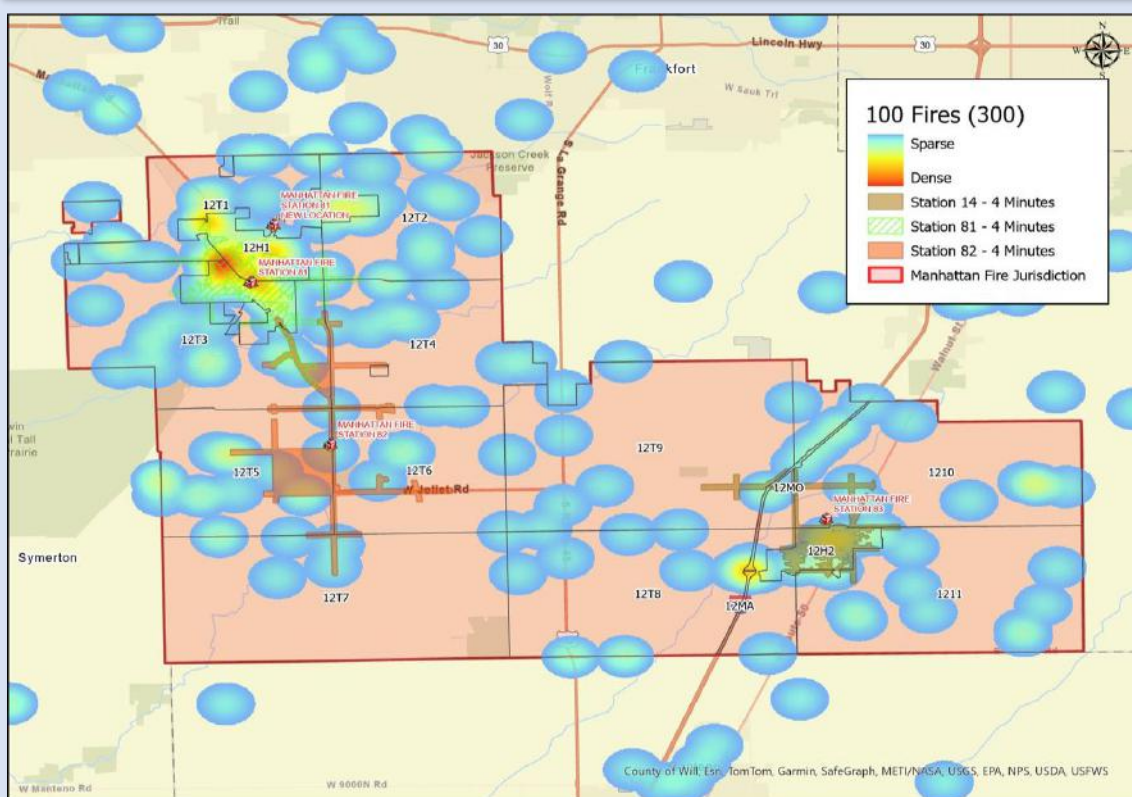 Trail
30
Lincoln Hwy
30
Frankfort
W Sauk Trl
Wolf R
S La Grange Rd
Jackson Creek
Preserve
100 Fires (300)
Sparse
Dense
Station 14 - 4 Minutes
Station 81 - 4 Minutes
Station 82 - 4 Minutes
Manhattan Fire Jurisdiction
N
W
E
S
MANHATTAN FIRE
STATION 81
NEW LOCATION
12T1
12T2
12H1
MANHATTAN FIRE
STATION 81
12T3
12T4
Walnut St
MANHATTAN FIRE
STATION 82
12T5
12T6
W Joliet Rd
12T9
12MO
1210
MANHATTAN FIRE
STATION 83
12H2
Symerton
12T7
12T8
12MA
1211
W Manteno Rd
W 9000N Rd
County of Will, Esri, TomTom, Garmin, SafeGraph, METI/NASA, USGS, EPA, NPS, USDA, USFWS